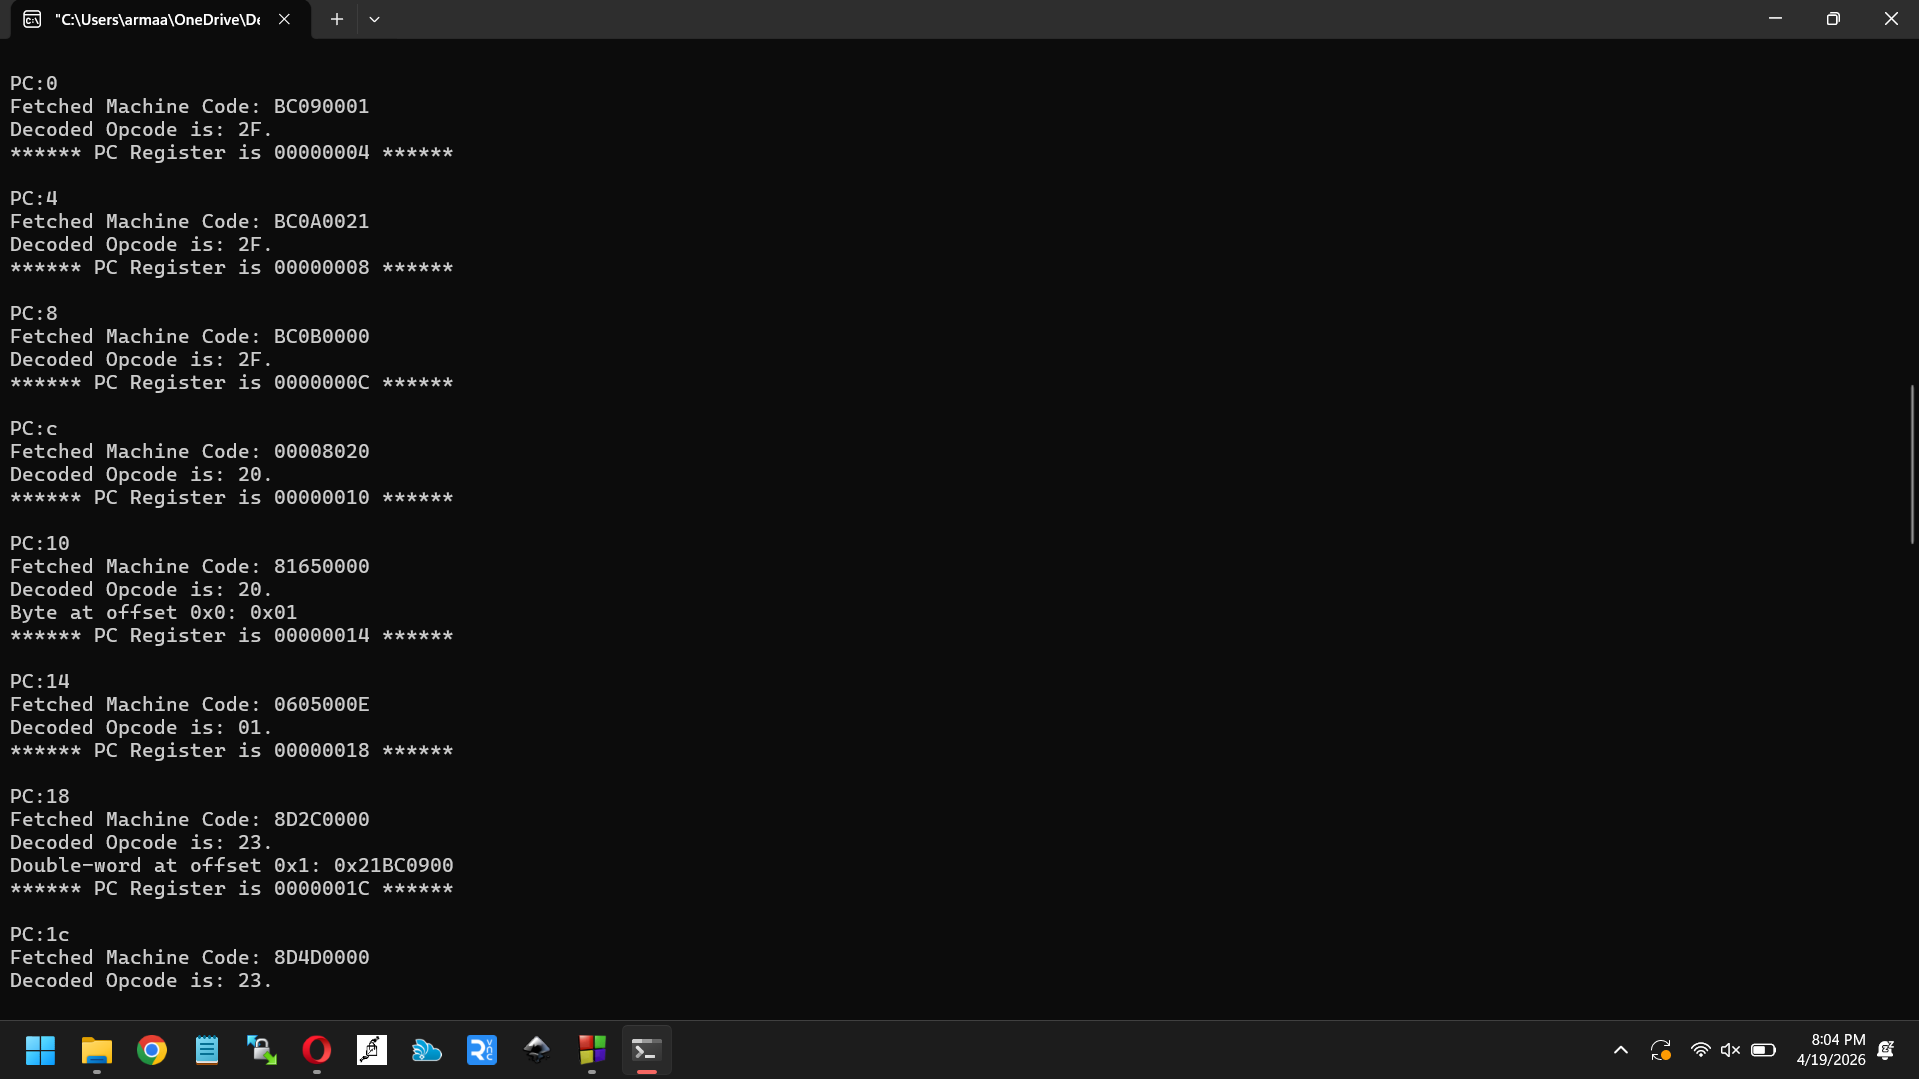 "C:\Users\armaa\OneDrive\De
PC:0
Fetched Machine Code: BC090001
Decoded Opcode is: 2F.
****** PC Register is 00000004 ******
PC:4
Fetched Machine Code: BC0A0021
Decoded Opcode is: 2F.
****** PC Register is 00000008 ******
PC:8
Fetched Machine Code: BC0B0000
Decoded Opcode is: 2F.
****** PC Register is 0000000C ******
PC:c
Fetched Machine Code: 00008020
Decoded Opcode is: 20.
****** PC Register is 00000010 ******
PC:10
Fetched Machine Code: 81650000
Decoded Opcode is: 20.
Byte at offset 0x0: 0x01
****** PC Register is 00000014 ******
PC:14
Fetched Machine Code: 0605000E
Decoded Opcode is: 01.
****** PC Register is 00000018 ******
PC:18
Fetched Machine Code: 8D2C0000
Decoded Opcode is: 23.
Double-word at offset 0x1: 0x21BC0900
****** PC Register is 0000001C ******
PC:1c
Fetched Machine Code: 8D4D0000
Decoded Opcode is: 23.
8:04 PM
4/19/2026